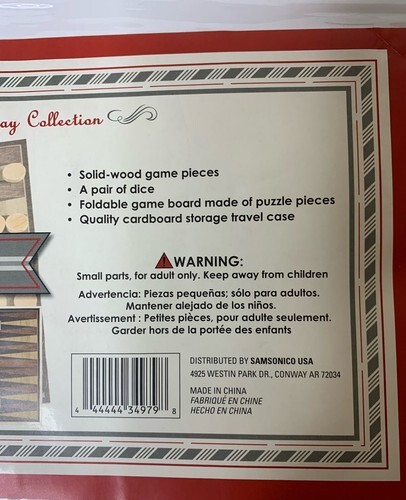 ay Collection
• Solid-wood game pieces
• A pair of dice
• Foldable game board made of puzzle pieces
• Quality cardboard storage travel case
WARNING:
Small parts, for adult only. Keep away from children
Advertencia: Piezas pequeñas; sólo para adultos.
Mantener alejado de los niños.
Avertissement : Petites pièces, pour adulte seulement.
Garder hors de la portée des enfants
4 44444 34979 8
DISTRIBUTED BY SAMSONICO USA
4925 WESTIN PARK DR., CONWAY AR 72034
MADE IN CHINA
FABRIQUÉ EN CHINE
HECHO EN CHINA